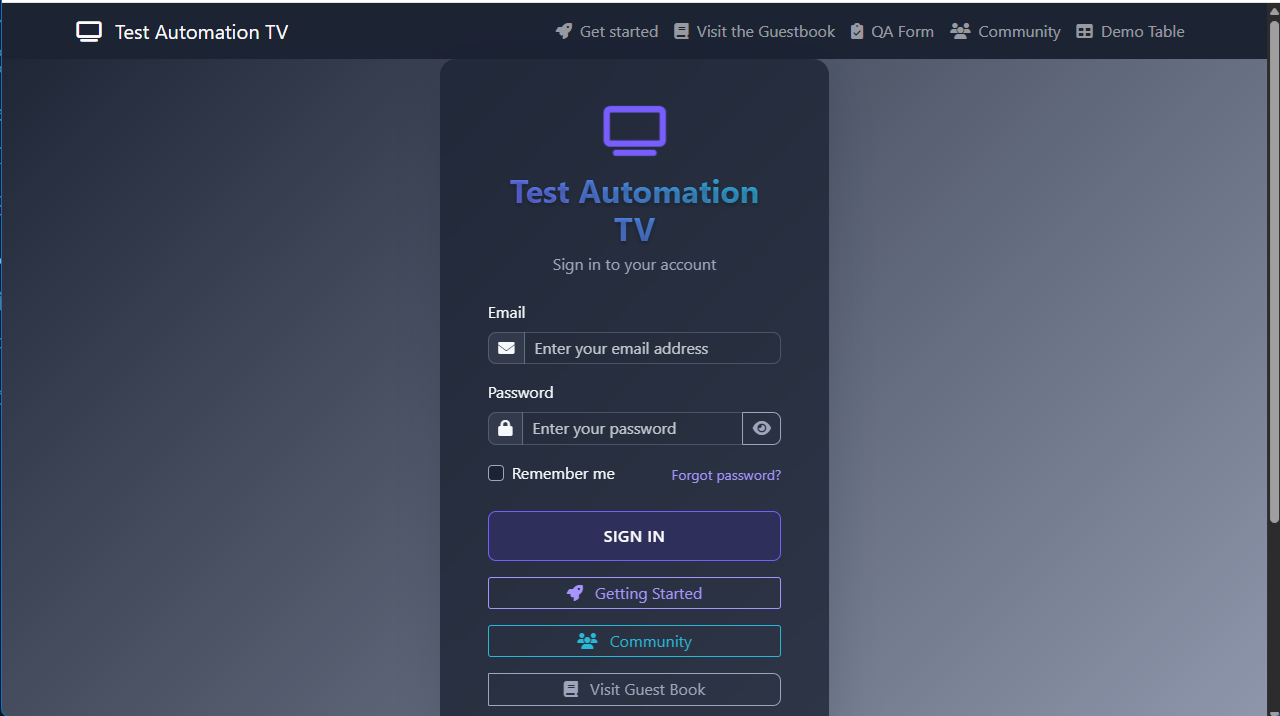 Test Automation TV
Get started
Visit the Guestbook
QA Form
Community
Demo Table
Test Automation
TV
Sign in to your account
Email
Enter your email address
Password
Enter your password
Remember me
Forgot password?
SIGN IN
Getting Started
Community
Visit Guest Book